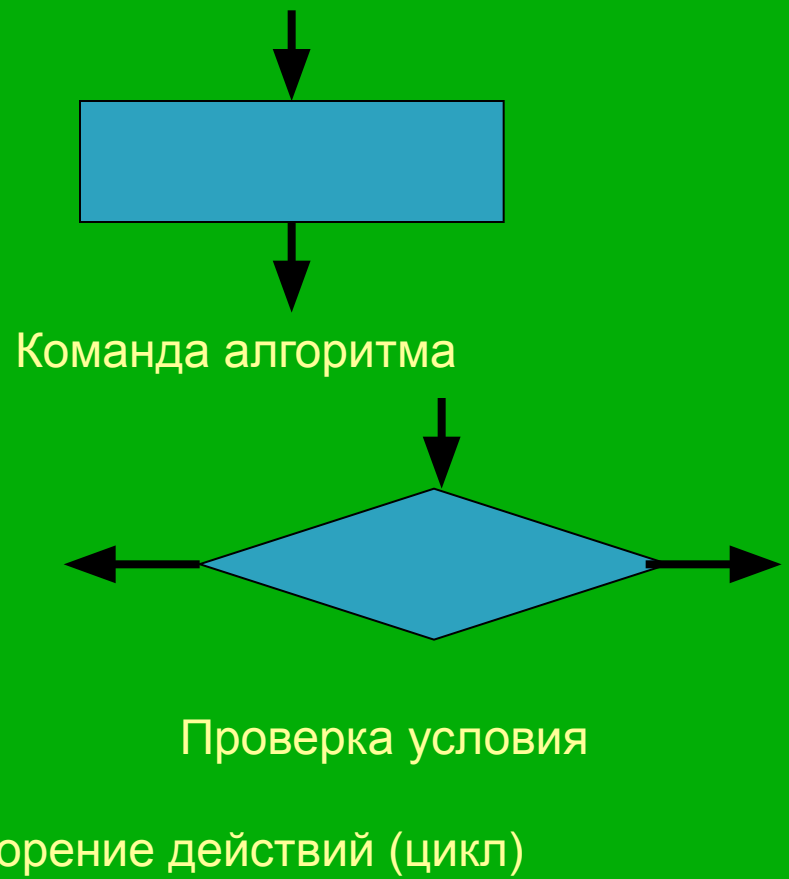 Команда алгоритма
Проверка условия
орение действий (цикл)